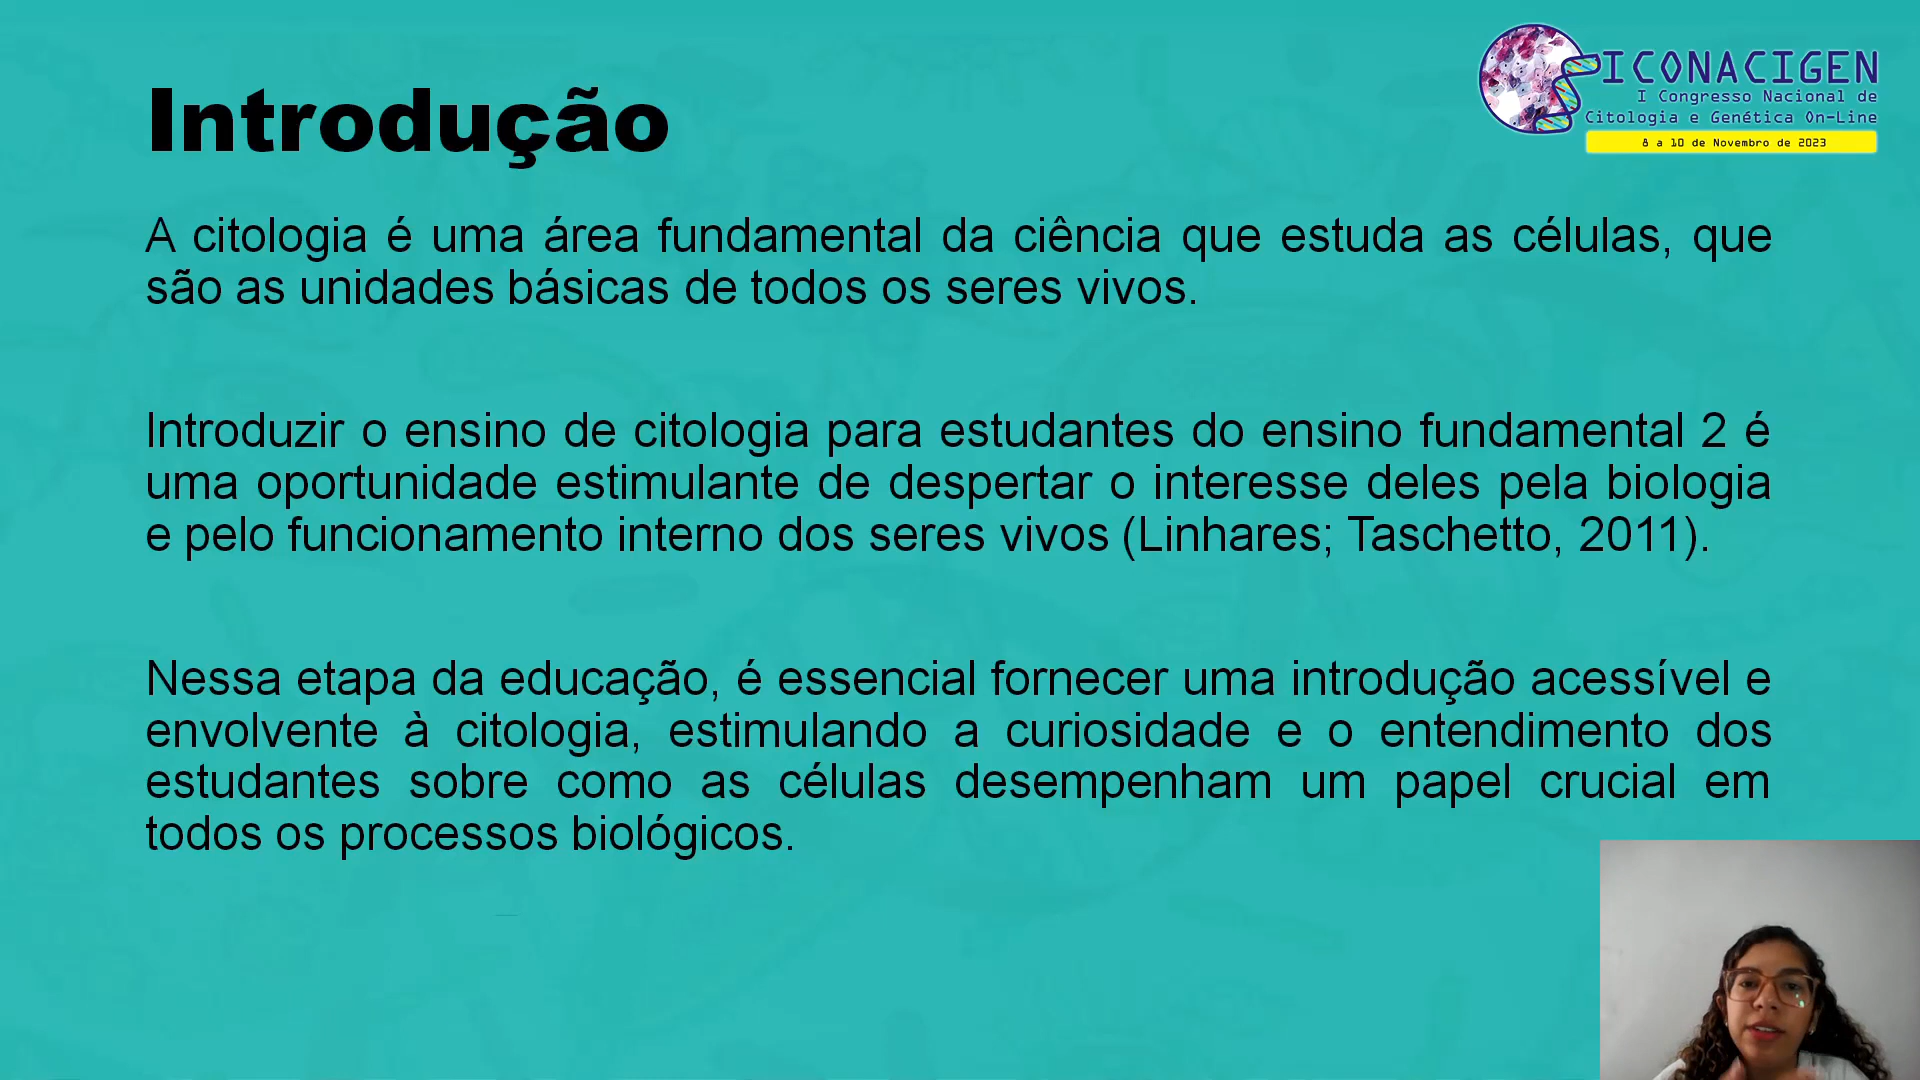 Introdução
ICONACIGEN
I Congresso Nacional de
Citologia e Genética On-Line
8 a 10 de Novembro de 2023
A citologia é uma área fundamental da ciência que estuda as células, que
são as unidades básicas de todos os seres vivos.
Introduzir o ensino de citologia para estudantes do ensino fundamental 2 é
uma oportunidade estimulante de despertar o interesse deles pela biologia
e pelo funcionamento interno dos seres vivos (Linhares; Taschetto, 2011).
Nessa etapa da educação, é essencial fornecer uma introdução acessível e
envolvente à citologia, estimulando a curiosidade e o entendimento dos
estudantes sobre como as células desempenham um papel crucial em
todos os processos biológicos.